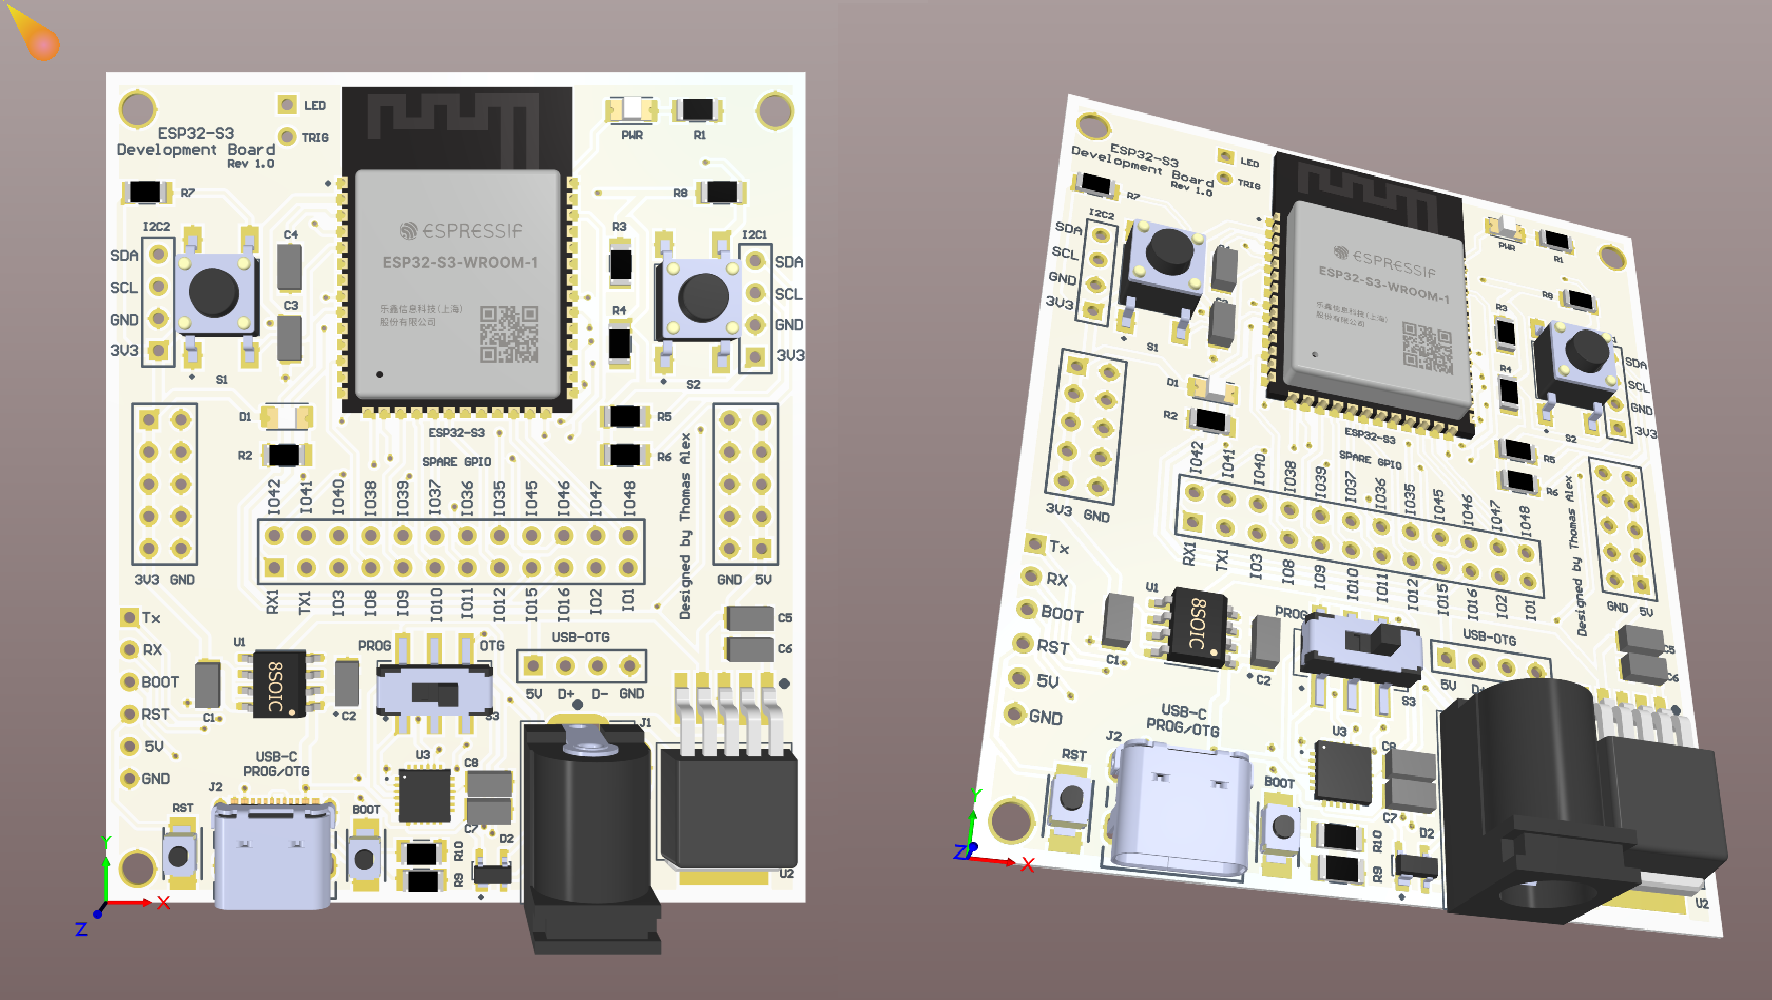 LED
TRIG
ESP32-S3
Development Board
Rev 1.0
PWR
R1
R7
R8
I2C2
SDA
SCL
GND
3V3
S1
C4
C3
ESPRESSIF
ESP32-S3-WROOM-1
乐鑫信息科技(上海)
股份有限公司
R3
R4
I2C1
SDA
SCL
GND
3V3
S2
D1
R2
R5
R6
ESP32-S3
SPARE GPIO
IO42
IO41
IO40
IO38
IO39
IO37
IO36
IO35
IO45
IO46
IO47
IO48
Designed by Thomas Alex
3V3 GND
GND 5V
RX1
TX1
IO3
IO8
IO9
IO10
IO11
IO12
IO15
IO16
IO2
IO1
Tx
RX
BOOT
RST
5V
GND
U1
8SOIC
C1
C2
PROG
OTG
S3
USB-OTG
5V D+ D- GND
C5
C6
J1
USB-C
PROG/OTG
J2
RST
BOOT
U3
C8
C7
D2
R10
R9
U2
Y
X
Z
ESP32-S3
Development Board
Rev 1.0
LED
TRIG
R7
I2C2
SDA
SCL
GND
3V3
S1
ESPRESSIF
ESP32-S3-WROOM-1
乐鑫信息科技(上海)
股份有限公司
PWR
R1
R8
R3
R4
SDA
SCL
GND
3V3
S2
D1
R2
R5
R6
ESP32-S3
SPARE GPIO
IO42
IO41
IO40
IO38
IO39
IO37
IO36
IO35
IO45
IO46
IO47
IO48
Designed by Thomas Alex
3V3 GND
GND 5V
RX1
TX1
IO3
IO8
IO9
IO10
IO11
IO12
IO15
IO16
IO2
IO1
Tx
RX
BOOT
RST
5V
GND
U1
8SOIC
C1
C2
PROG
S3
USB-OTG
5V
C5
C6
USB-C
PROG/OTG
J2
RST
BOOT
U3
C8
C7
D2
R10
R9
U2
Y
X
Z